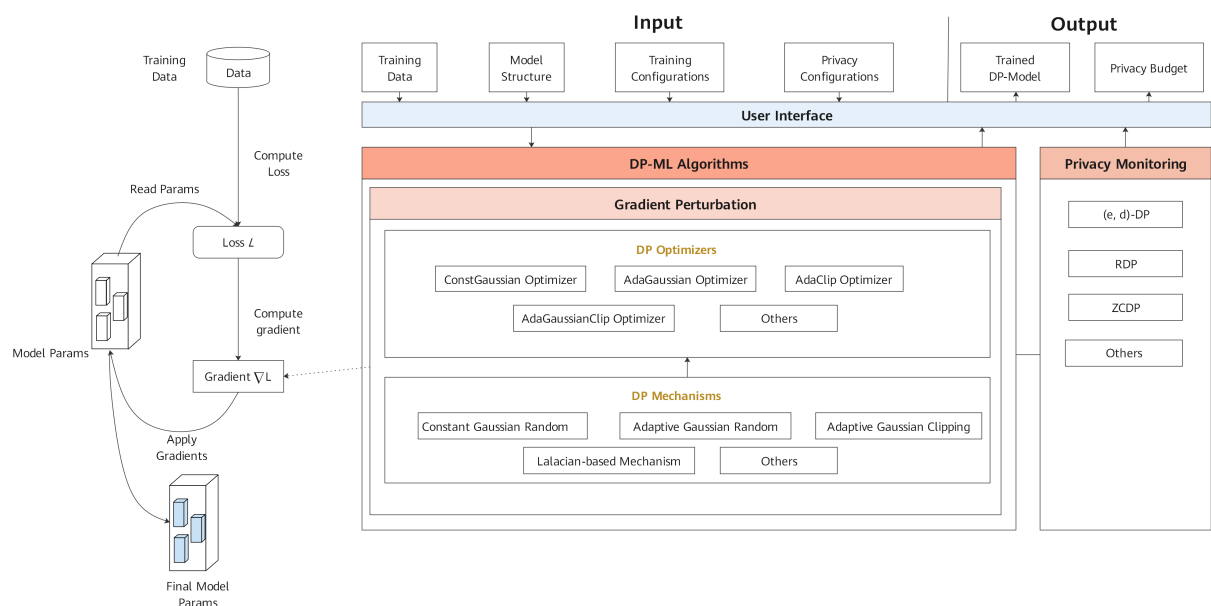 Input
Output
Training
Data
Data
Training
Data
Model
Structure
Training
Configurations
Privacy
Configurations
Trained
DP-Model
Privacy Budget
User Interface
Compute
Loss
Read Params
Loss L
Compute
gradient
Model Params
Gradient ∇L
Apply
Gradients
Final Model
Params
DP-ML Algorithms
Gradient Perturbation
DP Optimizers
ConstGaussian Optimizer
AdaGaussian Optimizer
AdaClip Optimizer
AdaGaussianClip Optimizer
Others
DP Mechanisms
Constant Gaussian Random
Adaptive Gaussian Random
Adaptive Gaussian Clipping
Lalacian-based Mechanism
Others
Privacy Monitoring
(e, d)-DP
RDP
ZCDP
Others